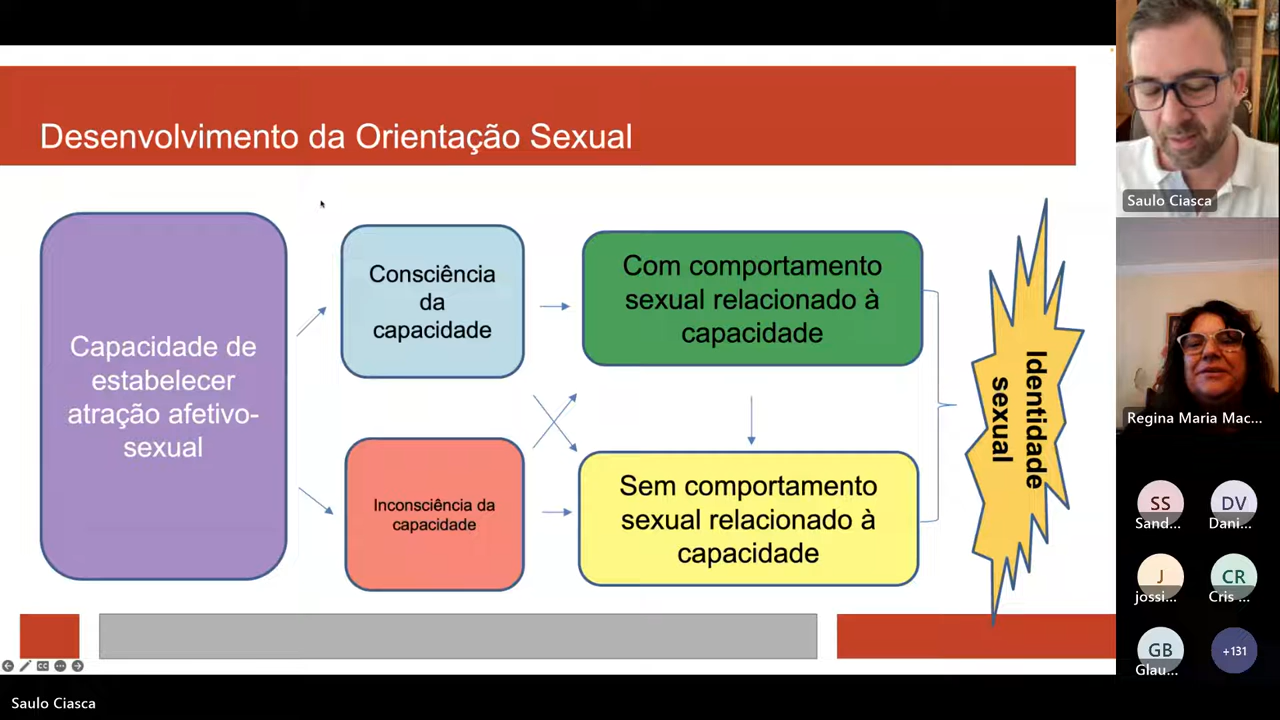 Desenvolvimento da Orientação Sexual
Capacidade de
estabelecer
atração afetivo-
sexual
Consciência
da
capacidade
Inconsciência da
capacidade
Com comportamento
sexual relacionado à
capacidade
Sem comportamento
sexual relacionado à
capacidade
Identidade
sexual
Saulo Ciasca
Regina Maria Mac...
SS
Sand...
DV
Dani...
J
jossi...
CR
Cris ...
GB
Glau...
+131
CC
Saulo Ciasca